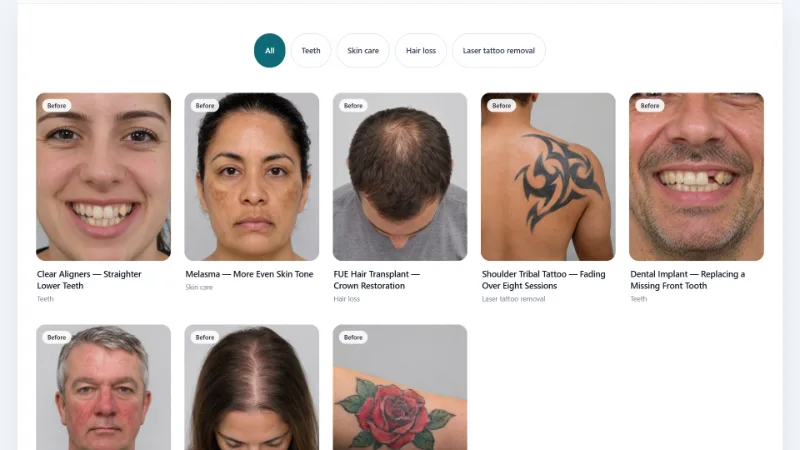 All
Teeth
Skin care
Hair loss
Laser tattoo removal
Before
Before
Before
Before
Before
Clear Aligners — Straighter
Lower Teeth
Teeth
Melasma — More Even Skin Tone
Skin care
FUE Hair Transplant —
Crown Restoration
Hair loss
Shoulder Tribal Tattoo — Fading
Over Eight Sessions
Laser tattoo removal
Dental Implant — Replacing a
Missing Front Tooth
Teeth
Before
Before
Before